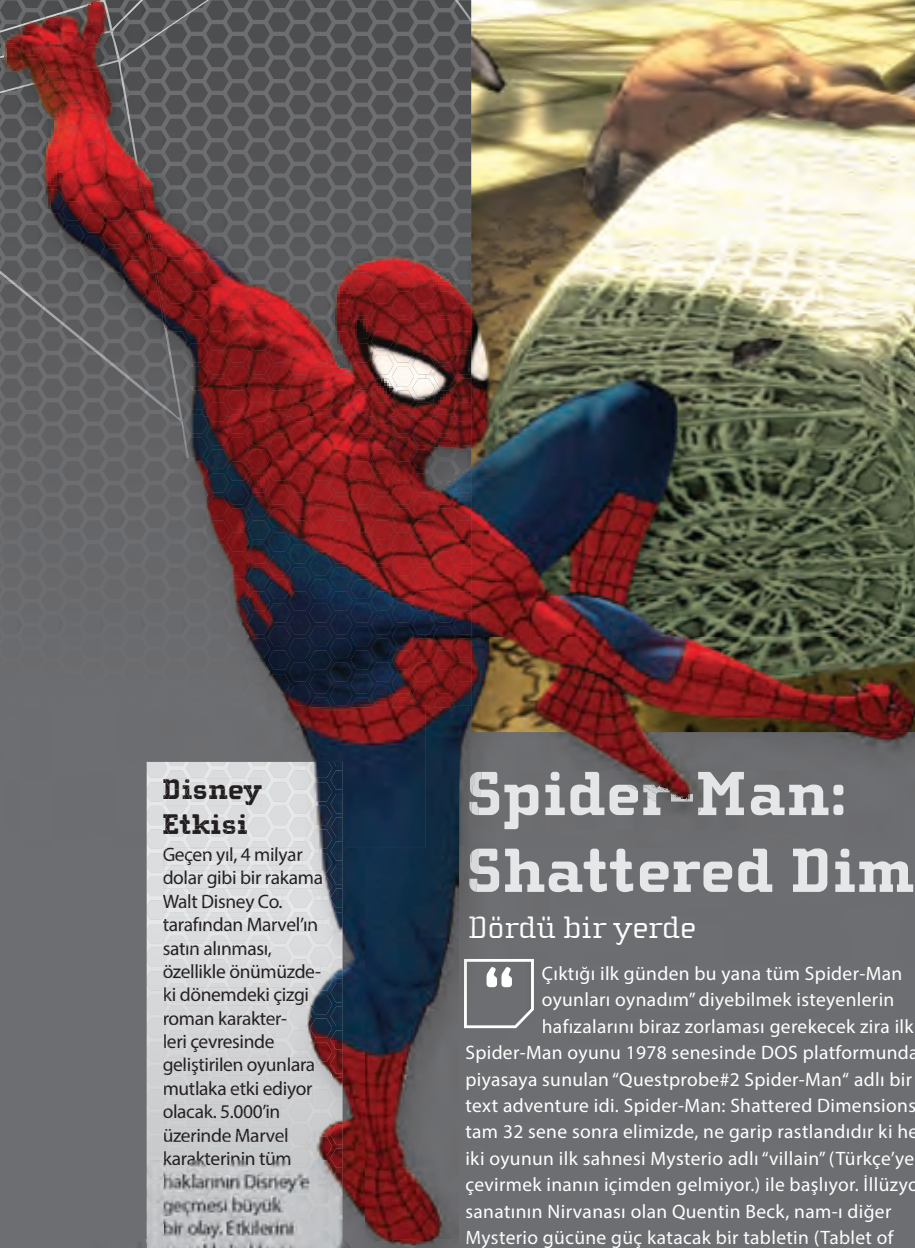 Disney
Etkisi
Geçen yıl, 4 milyar
dolar gibi bir rakama
Walt Disney Co.
tarafından Marvel’ın
satın alınması,
özellikle önümüzde-
ki dönemdeki çizgi
roman karakter-
leri çevresinde
geliştirilen oyunlara
mutlaka etki ediyor
olacak. 5.000’in
üzerinde Marvel
karakterinin tüm
haklarının Disney’e
geçmesi büyük
bir olay. Etkilerini
Spider-Man:
Shattered Dim
Dördü bir yerde
“ Çıktığı ilk günden bu yana tüm Spider-Man
oyunları oynadım” diyebilmek isteyenlerin
hafızalarını biraz zorlaması gerekecek zira ilk
Spider-Man oyunu 1978 senesinde DOS platformunda
piyasaya sunulan “Questprobe#2 Spider-Man“ adlı bir
text adventure idi. Spider-Man: Shattered Dimensions
tam 32 sene sonra elimizde, ne garip rastlandıdır ki he
iki oyunun ilk sahnesi Mysterio adlı “villain” (Türkçe’ye
çevirmek inanın içimden gelmiyor.) ile başlıyor. İllüzyo
sanatının Nirvanası olan Quentin Beck, nam-ı diğer
Mysterio gücüne güç katacak bir tabletin (Tablet of